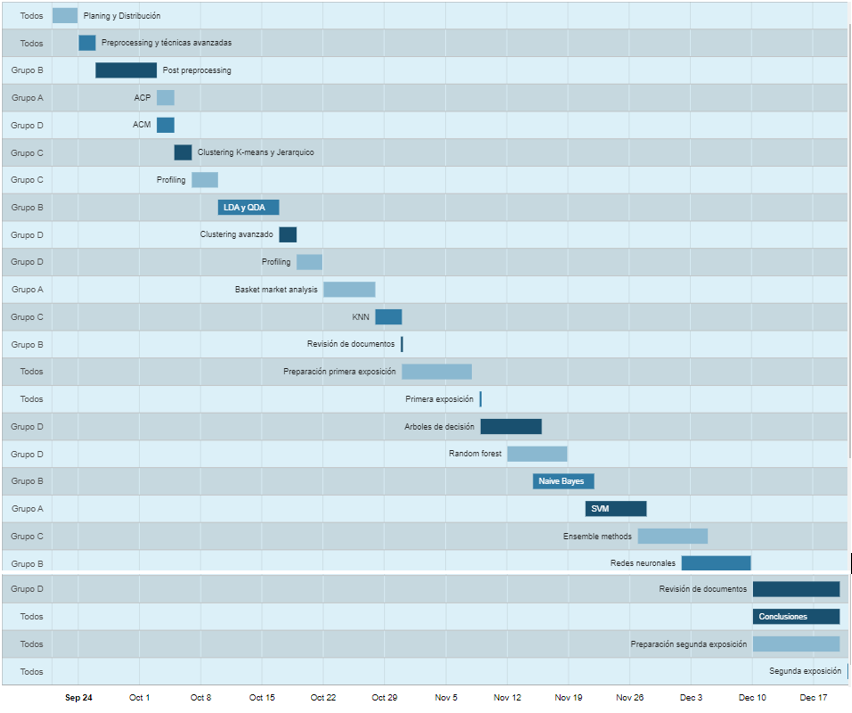 Todos Planing y Distribución
Todos Preprocessing y técnicas avanzadas
Grupo B Post preprocessing
Grupo A ACP
Grupo D ACM
Grupo C Clustering K-means y Jerarquico
Grupo C Profiling
Grupo B LDA y QDA
Grupo D Clustering avanzado
Grupo D Profiling
Grupo A Basket market analysis
Grupo C KNN
Grupo B Revisión de documentos
Todos Preparación primera exposición
Todos Primera exposición
Grupo D Arboles de decisión
Grupo D Random forest
Grupo B Naive Bayes
Grupo A SVM
Grupo C Ensemble methods
Grupo B Redes neuronales
Grupo D Revisión de documentos
Todos Conclusiones
Todos Preparación segunda exposición
Todos Segunda exposición
Sep 24 Oct 1 Oct 8 Oct 15 Oct 22 Oct 29 Nov 5 Nov 12 Nov 19 Nov 26 Dec 3 Dec 10 Dec 17